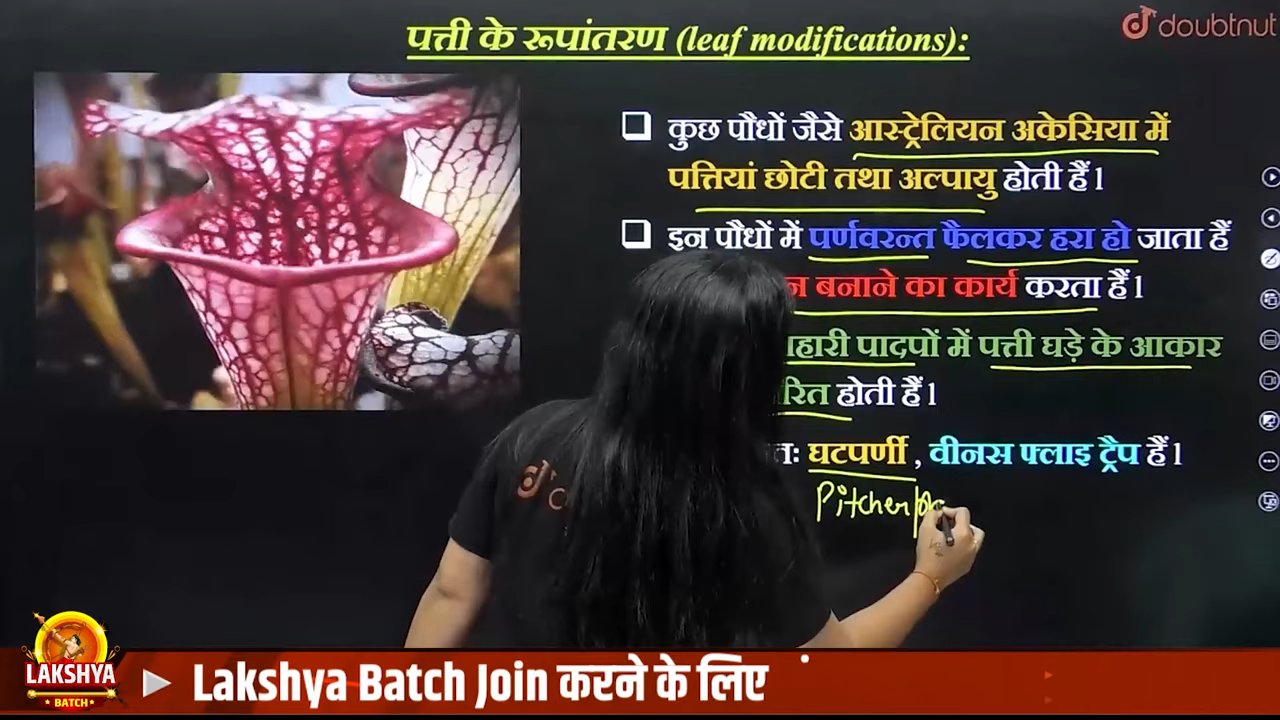 पत्ती के रूपांतरण (leaf modifications):
doubtnut
कुछ पौधों जैसे आस्ट्रेलियन अकेसिया में
पत्तियां छोटी तथा अल्पायु होती हैं l
इन पौधों में पर्णवरन्त फैलकर हरा हो जाता हैं
बनाने का कार्य करता हैं l
पादपों में पत्ती घड़े के आकार
होती हैं l
घटपर्णी , वीनस फ्लाइ ट्रैप हैं l
Pitcher
LAKSHYA
BATCH
Lakshya Batch Join करने के लिए